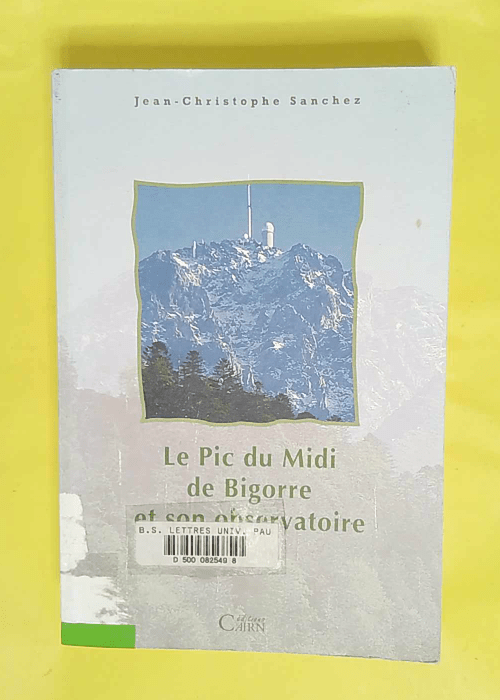 Jean-Christophe Sanchez
Le Pic du Midi
de Bigorre
et son observatoire
B.S. LETTRES UNIV. PAU
D 500 082549 8
éditions
CAIRN